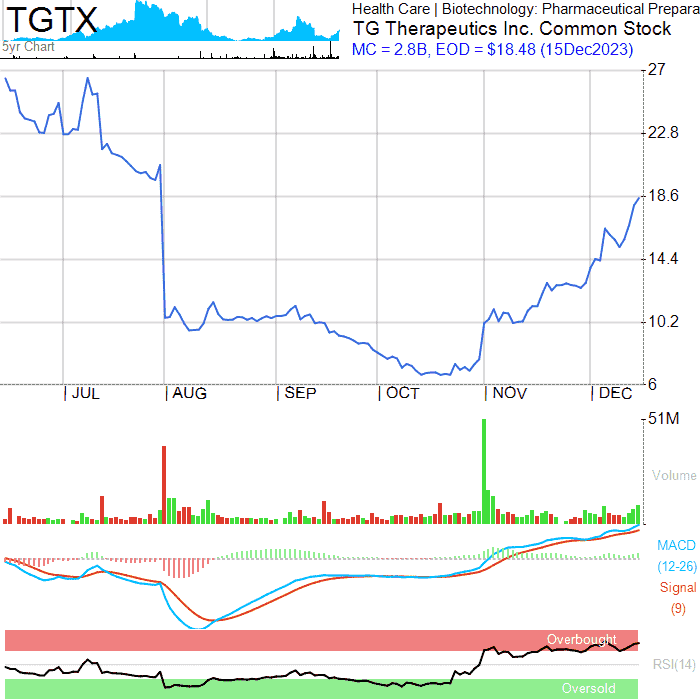 TGTX
5yr Chart
Health Care | Biotechnology: Pharmaceutical Prepara
TG Therapeutics Inc. Common Stock
MC = 2.8B, EOD = $18.48 (15Dec2023)
27
22.8
18.6
14.4
10.2
6
JUL
AUG
SEP
OCT
NOV
DEC
51M
Volume
MACD
(12-26)
Signal
(9)
Overbought
RSI(14)
Oversold